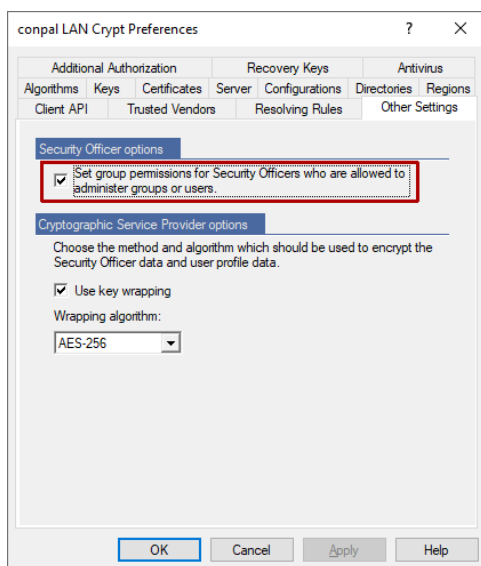 conpal LAN Crypt Preferences ?
Additional Authorization Recovery Keys Antivirus
Algorithms Keys Certificates Server Configurations Directories Regions
Client API Trusted Vendors Resolving Rules Other Settings
Security Officer options
Set group permissions for Security Officers who are allowed to
administer groups or users.
Cryptographic Service Provider options
Choose the method and algorithm which should be used to encrypt the
Security Officer data and user profile data.
Use key wrapping
Wrapping algorithm:
AES-256
OK Cancel Apply Help